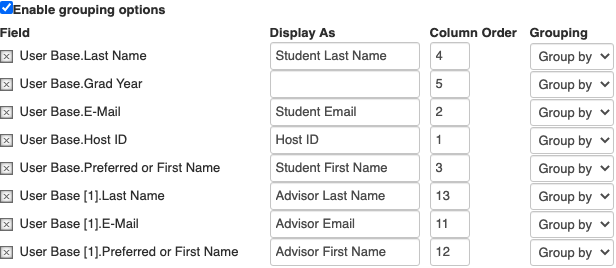 Enable grouping options
Field Display As Column Order Grouping
User Base.Last Name Student Last Name 4 Group by
User Base.Grad Year 5 Group by
User Base.E-Mail Student Email 2 Group by
User Base.Host ID Host ID 1 Group by
User Base.Preferred or First Name Student First Name 3 Group by
User Base [1].Last Name Advisor Last Name 13 Group by
User Base [1].E-Mail Advisor Email 11 Group by
User Base [1].Preferred or First Name Advisor First Name 12 Group by